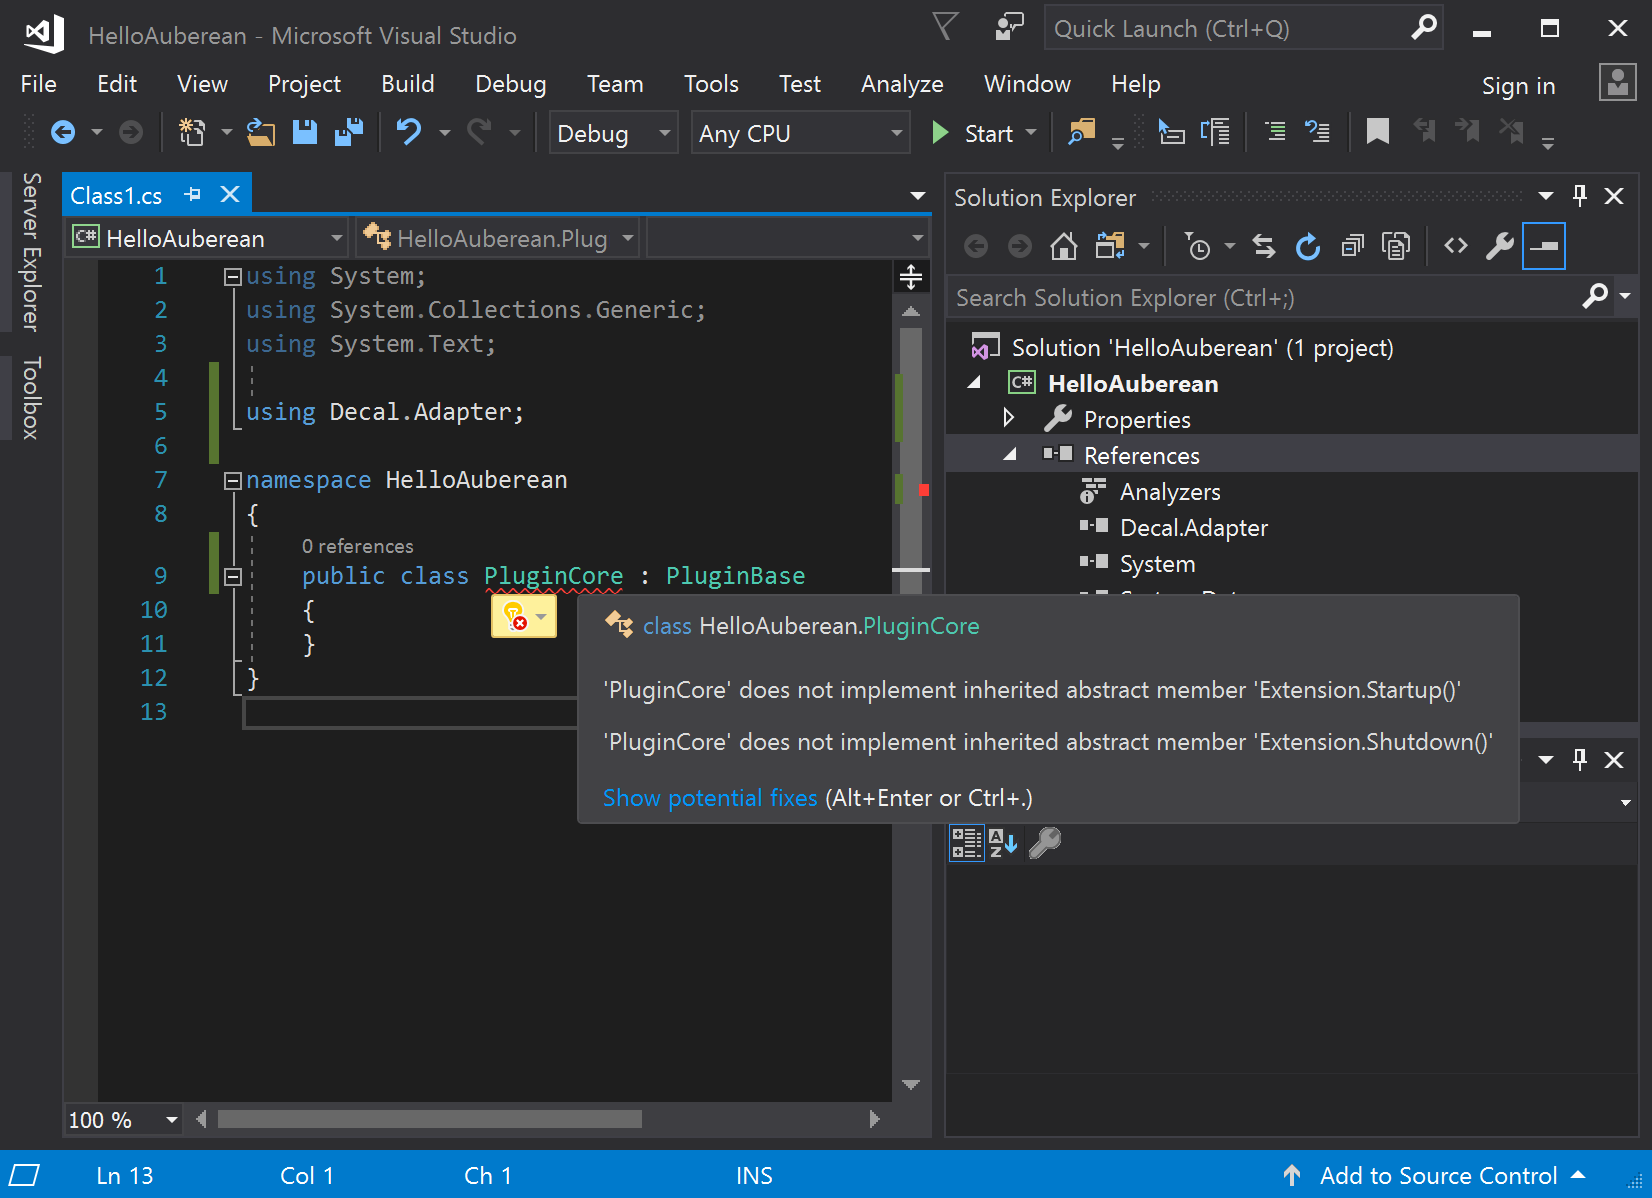 HelloAuberean - Microsoft Visual Studio
Quick Launch (Ctrl+Q)
File Edit View Project Build Debug Team Tools Test Analyze Window Help
Sign in
Debug Any CPU Start
Server Explorer
Toolbox
Class1.cs
C# HelloAuberean HelloAuberean.Plug
1 using System;
2 using System.Collections.Generic;
3 using System.Text;
4
5 using Decal.Adapter;
6
7 namespace HelloAuberean
8 {
0 references
9 public class PluginCore : PluginBase
10 {
11 }
12 }
13
class HelloAuberean.PluginCore
'PluginCore' does not implement inherited abstract member 'Extension.Startup()'
'PluginCore' does not implement inherited abstract member 'Extension.Shutdown()'
Show potential fixes (Alt+Enter or Ctrl+.)
Solution Explorer
Search Solution Explorer (Ctrl+;)
Solution 'HelloAuberean' (1 project)
C# HelloAuberean
Properties
References
Analyzers
Decal.Adapter
System
A
Z
100 %
Ln 13 Col 1 Ch 1 INS Add to Source Control